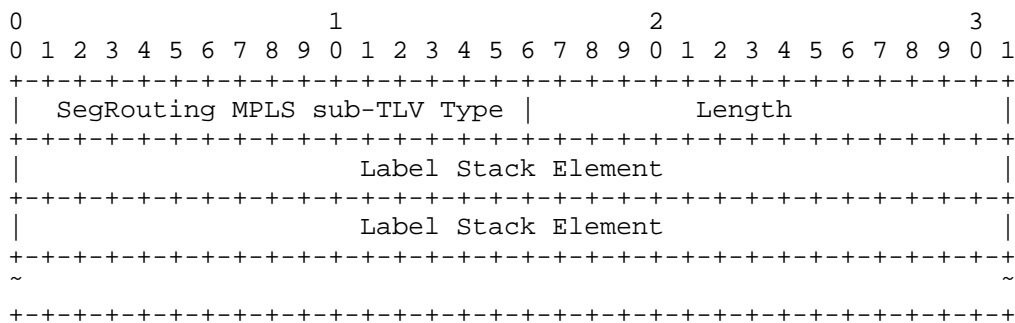 0                   1                   2                   3
0 1 2 3 4 5 6 7 8 9 0 1 2 3 4 5 6 7 8 9 0 1 2 3 4 5 6 7 8 9 0 1
+-+-+-+-+-+-+-+-+-+-+-+-+-+-+-+-+-+-+-+-+-+-+-+-+-+-+-+-+-+-+-+
|  SegRouting MPLS sub-TLV Type |          Length             |
+-+-+-+-+-+-+-+-+-+-+-+-+-+-+-+-+-+-+-+-+-+-+-+-+-+-+-+-+-+-+-+
|                     Label Stack Element                     |
+-+-+-+-+-+-+-+-+-+-+-+-+-+-+-+-+-+-+-+-+-+-+-+-+-+-+-+-+-+-+-+
|                     Label Stack Element                     |
+-+-+-+-+-+-+-+-+-+-+-+-+-+-+-+-+-+-+-+-+-+-+-+-+-+-+-+-+-+-+-+
~                                                             ~
+-+-+-+-+-+-+-+-+-+-+-+-+-+-+-+-+-+-+-+-+-+-+-+-+-+-+-+-+-+-+-+